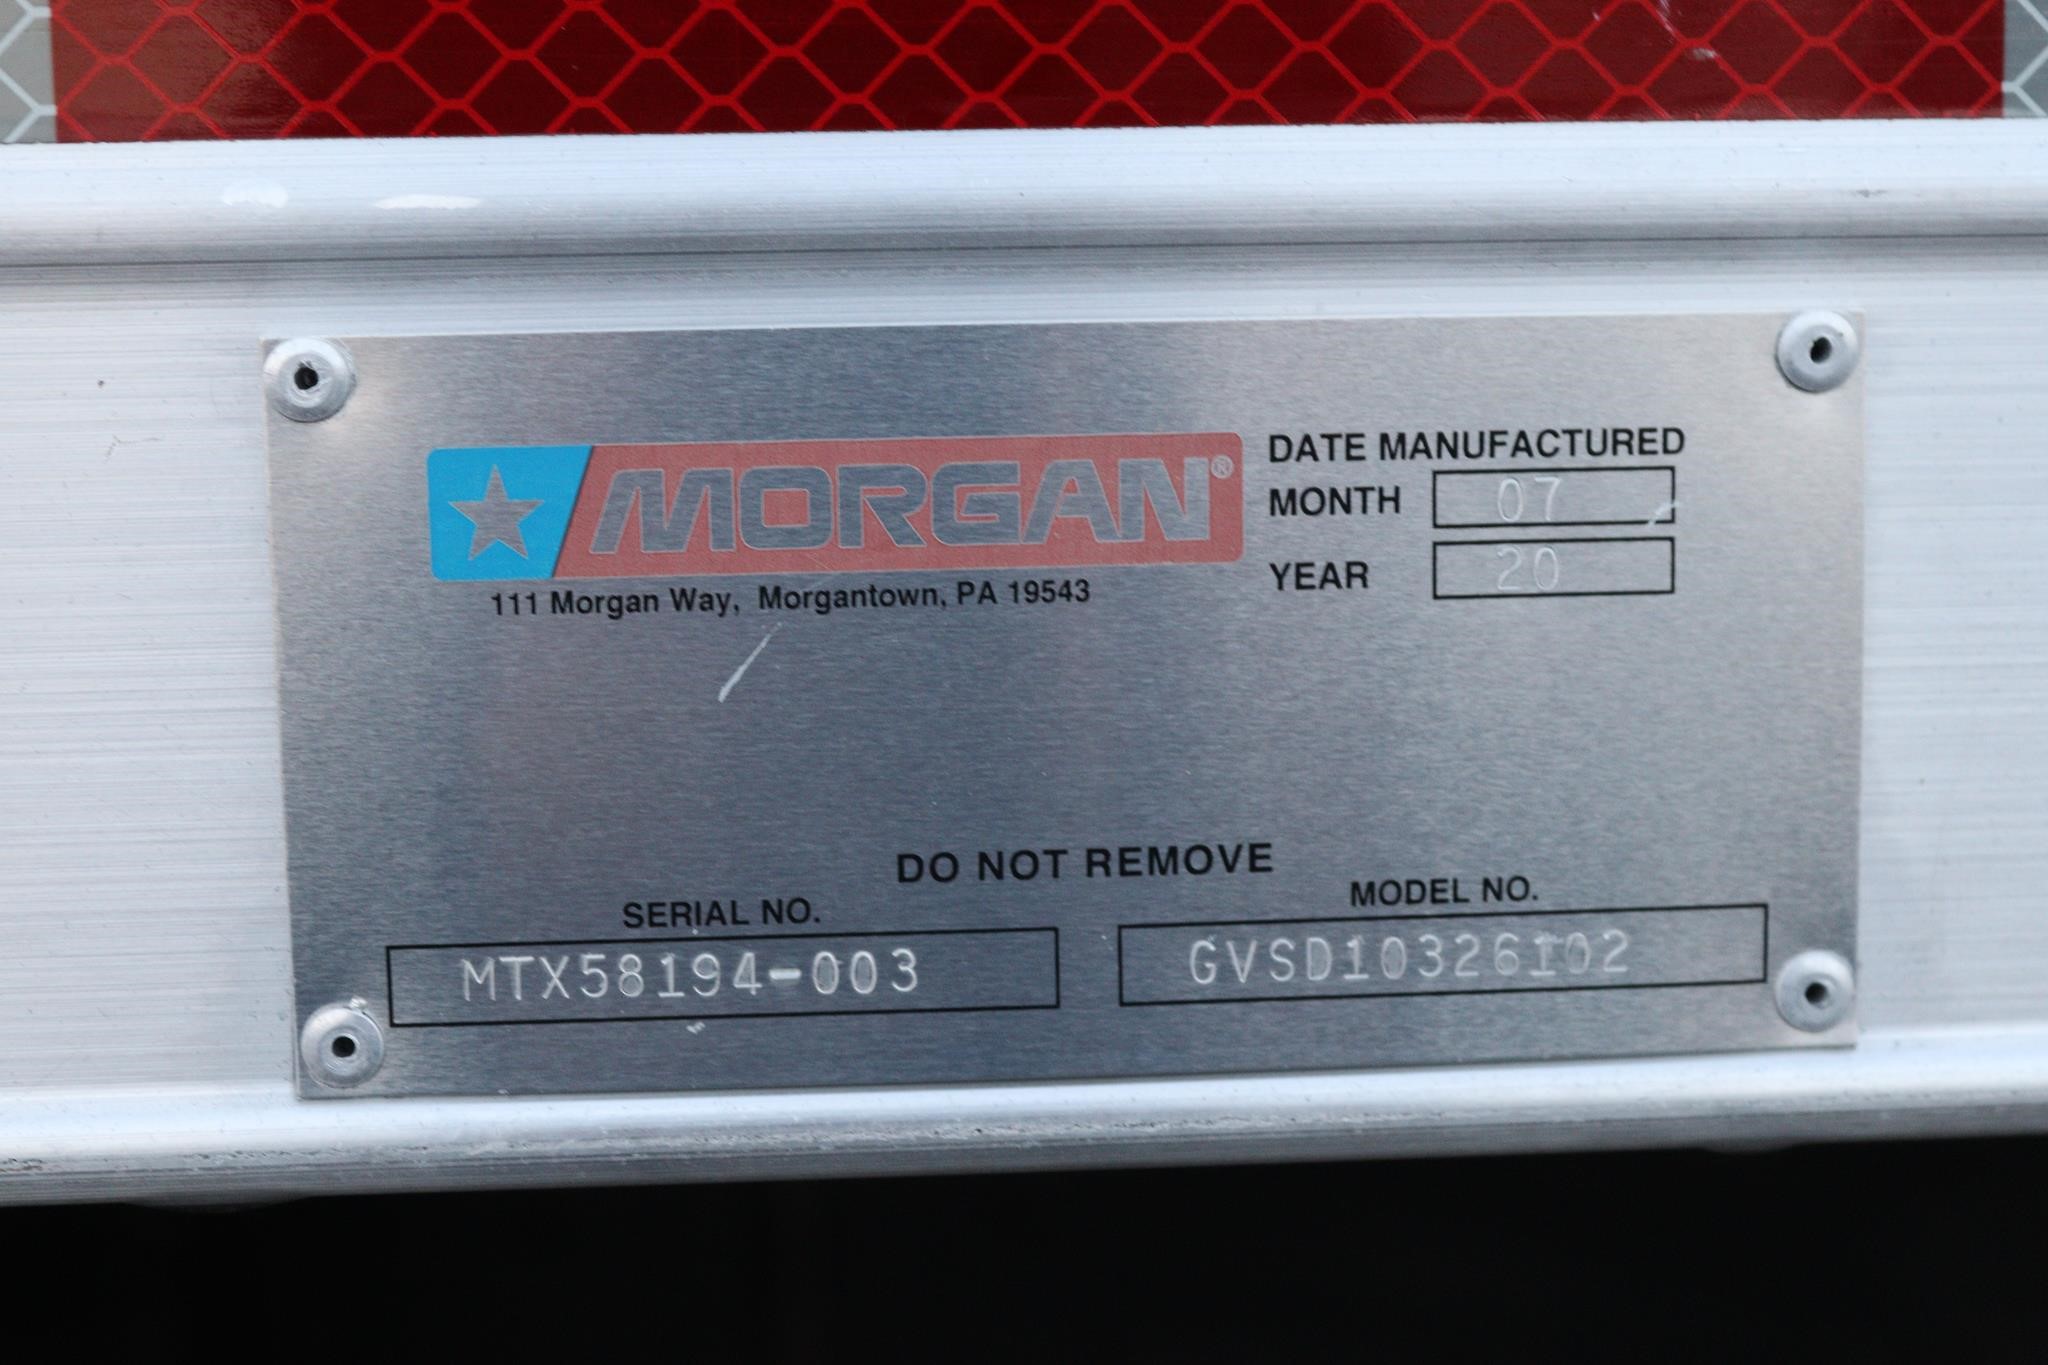 MORGAN®
111 Morgan Way, Morgantown, PA 19543
DATE MANUFACTURED
MONTH 07
YEAR 20
DO NOT REMOVE
SERIAL NO.
MTX58194-003
MODEL NO.
GVSD10326102